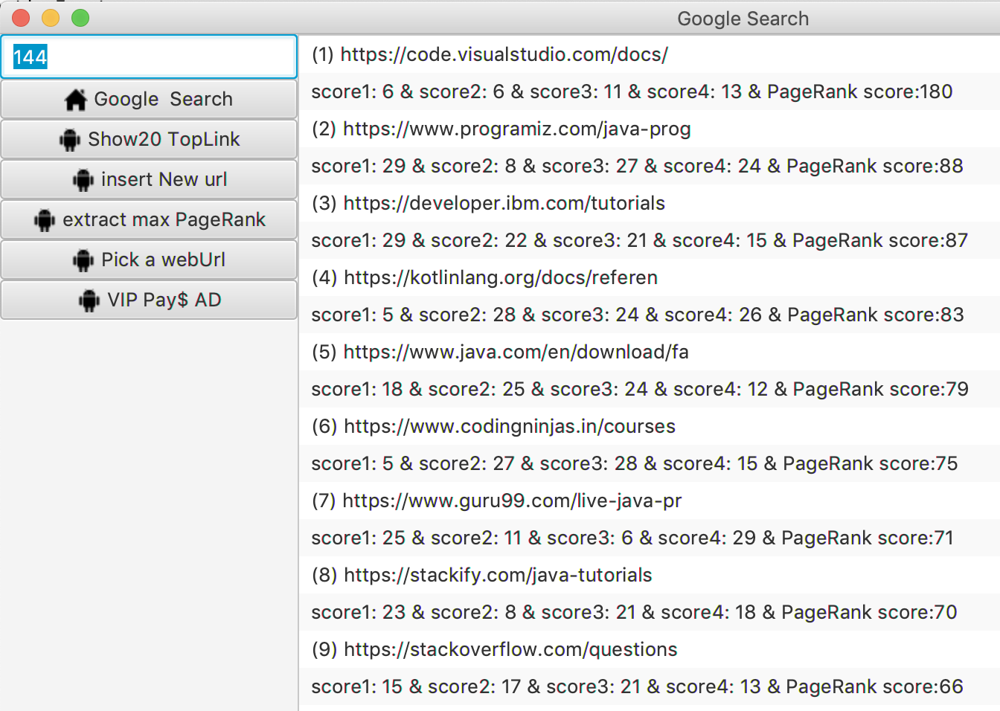 Google Search
144
Google  Search
Show20 TopLink
insert New url
extract max PageRank
Pick a webUrl
VIP Pay$ AD
(1) https://code.visualstudio.com/docs/
score1: 6 & score2: 6 & score3: 11 & score4: 13 & PageRank score:180
(2) https://www.programiz.com/java-prog
score1: 29 & score2: 8 & score3: 27 & score4: 24 & PageRank score:88
(3) https://developer.ibm.com/tutorials
score1: 29 & score2: 22 & score3: 21 & score4: 15 & PageRank score:87
(4) https://kotlinlang.org/docs/referen
score1: 5 & score2: 28 & score3: 24 & score4: 26 & PageRank score:83
(5) https://www.java.com/en/download/fa
score1: 18 & score2: 25 & score3: 24 & score4: 12 & PageRank score:79
(6) https://www.codingninjas.in/courses
score1: 5 & score2: 27 & score3: 28 & score4: 15 & PageRank score:75
(7) https://www.guru99.com/live-java-pr
score1: 25 & score2: 11 & score3: 6 & score4: 29 & PageRank score:71
(8) https://stackify.com/java-tutorials
score1: 23 & score2: 8 & score3: 21 & score4: 18 & PageRank score:70
(9) https://stackoverflow.com/questions
score1: 15 & score2: 17 & score3: 21 & score4: 13 & PageRank score:66